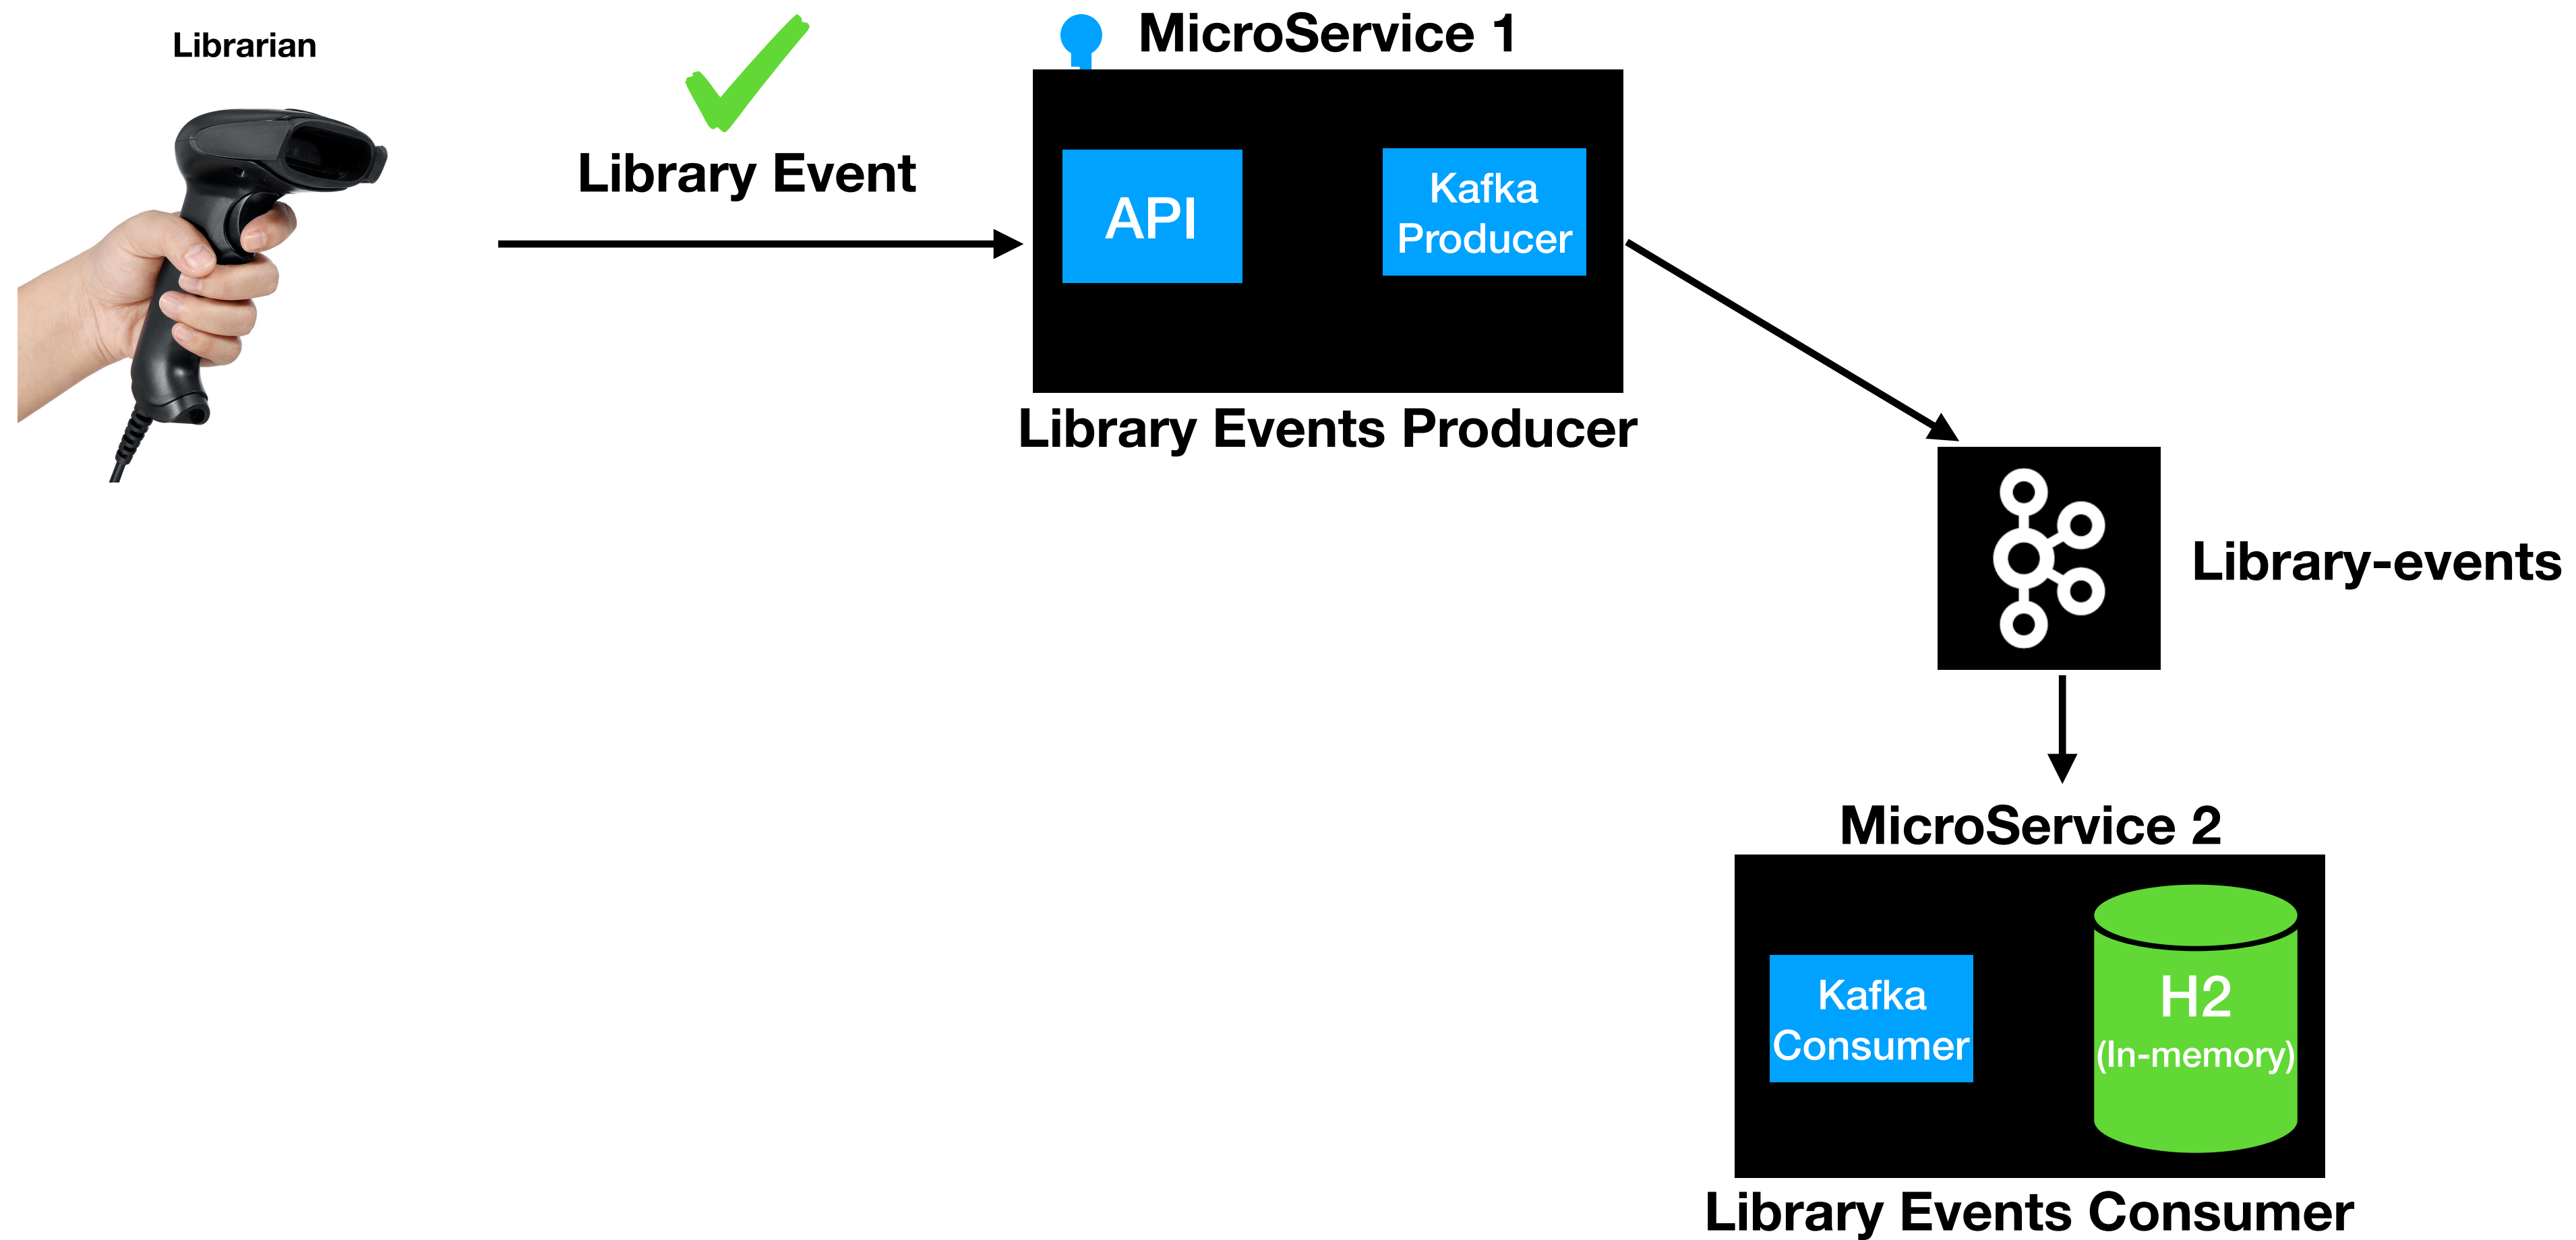 Librarian
Library Event
MicroService 1
API
Kafka
Producer
Library Events Producer
Library-events
MicroService 2
Kafka
Consumer
H2
(In-memory)
Library Events Consumer